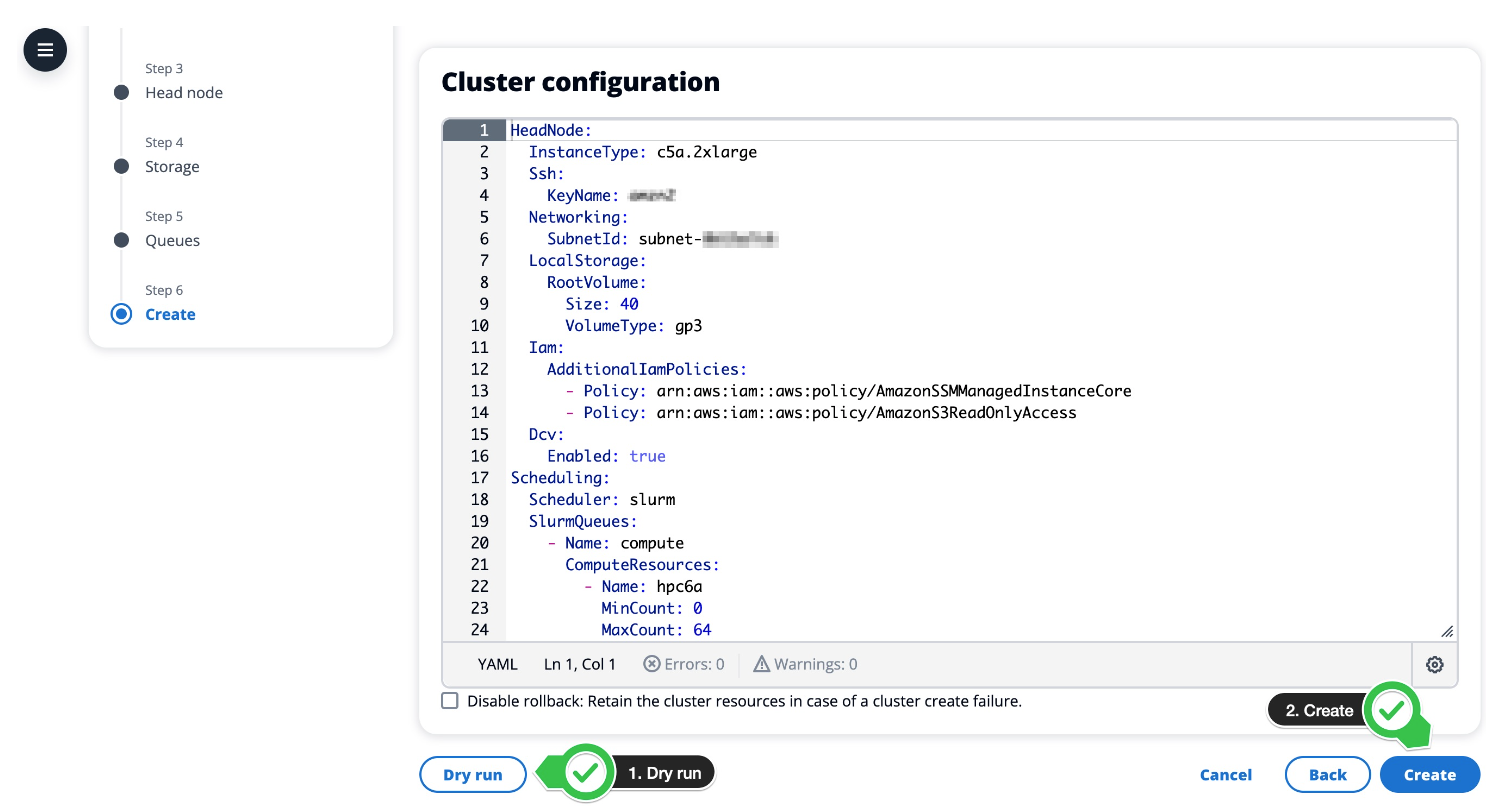 Step 3
Head node
Step 4
Storage
Step 5
Queues
Step 6
Create
Cluster configuration
1 HeadNode:
2 InstanceType: c5a.2xlarge
3 Ssh:
4 KeyName:
5 Networking:
6 SubnetId: subnet-
7 LocalStorage:
8 RootVolume:
9 Size: 40
10 VolumeType: gp3
11 Iam:
12 AdditionalIamPolicies:
13 - Policy: arn:aws:iam::aws:policy/AmazonSSMManagedInstanceCore
14 - Policy: arn:aws:iam::aws:policy/AmazonS3ReadOnlyAccess
15 Dcv:
16 Enabled: true
17 Scheduling:
18 Scheduler: slurm
19 SlurmQueues:
20 - Name: compute
21 ComputeResources:
22 - Name: hpc6a
23 MinCount: 0
24 MaxCount: 64
YAML Ln 1, Col 1 Errors: 0 Warnings: 0
Disable rollback: Retain the cluster resources in case of a cluster create failure.
2. Create
Dry run
1. Dry run
Cancel
Back
Create